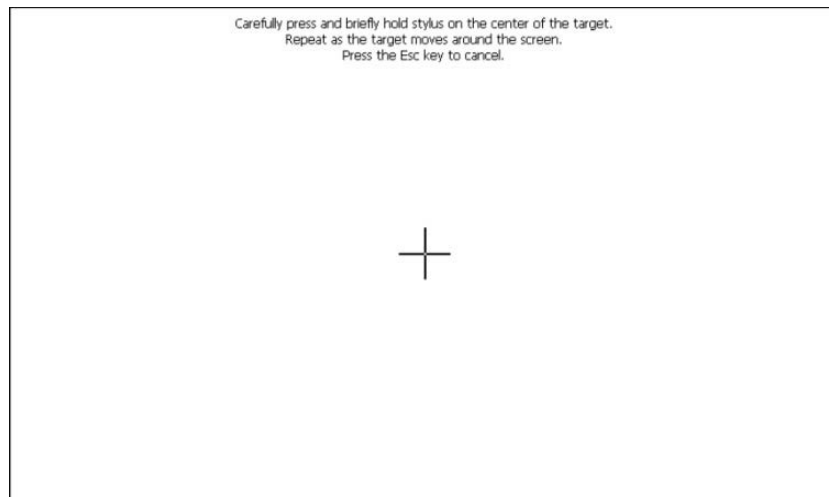 Carefully press and briefly hold stylus on the center of the target.
Repeat as the target moves around the screen.
Press the Esc key to cancel.